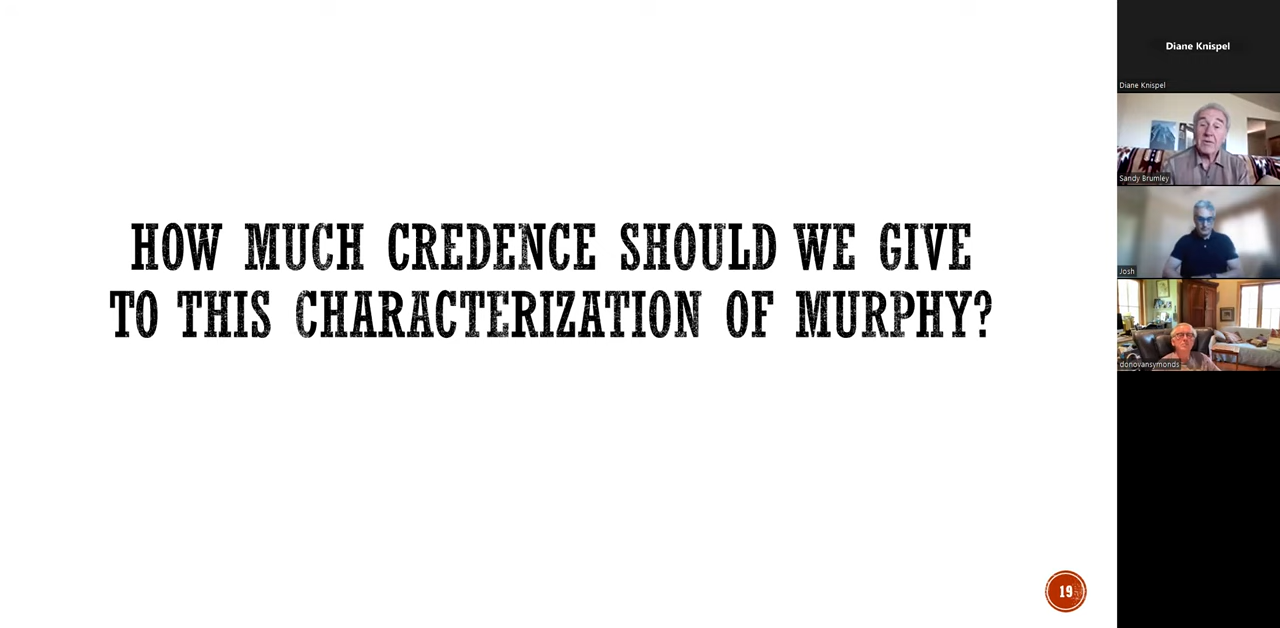 HOW MUCH CREDENCE SHOULD WE GIVE
TO THIS CHARACTERIZATION OF MURPHY?
19
Diane Knispel
Diane Knispel
Sandy Brumley
Josh
donovansymonds